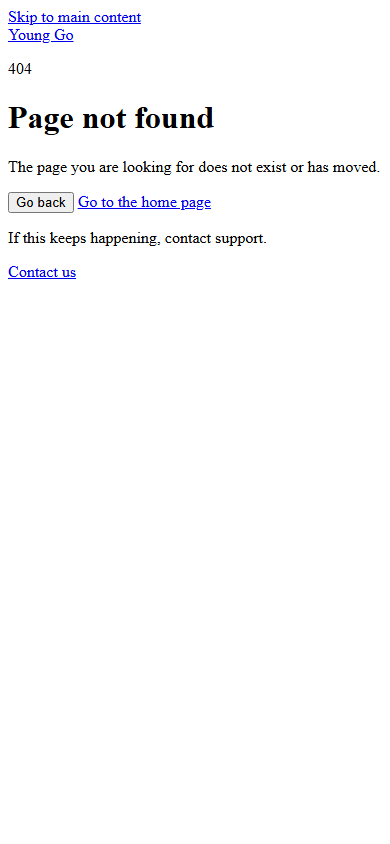 Skip to main content
Young Go
404
Page not found
The page you are looking for does not exist or has moved.
Go back Go to the home page
If this keeps happening, contact support.
Contact us